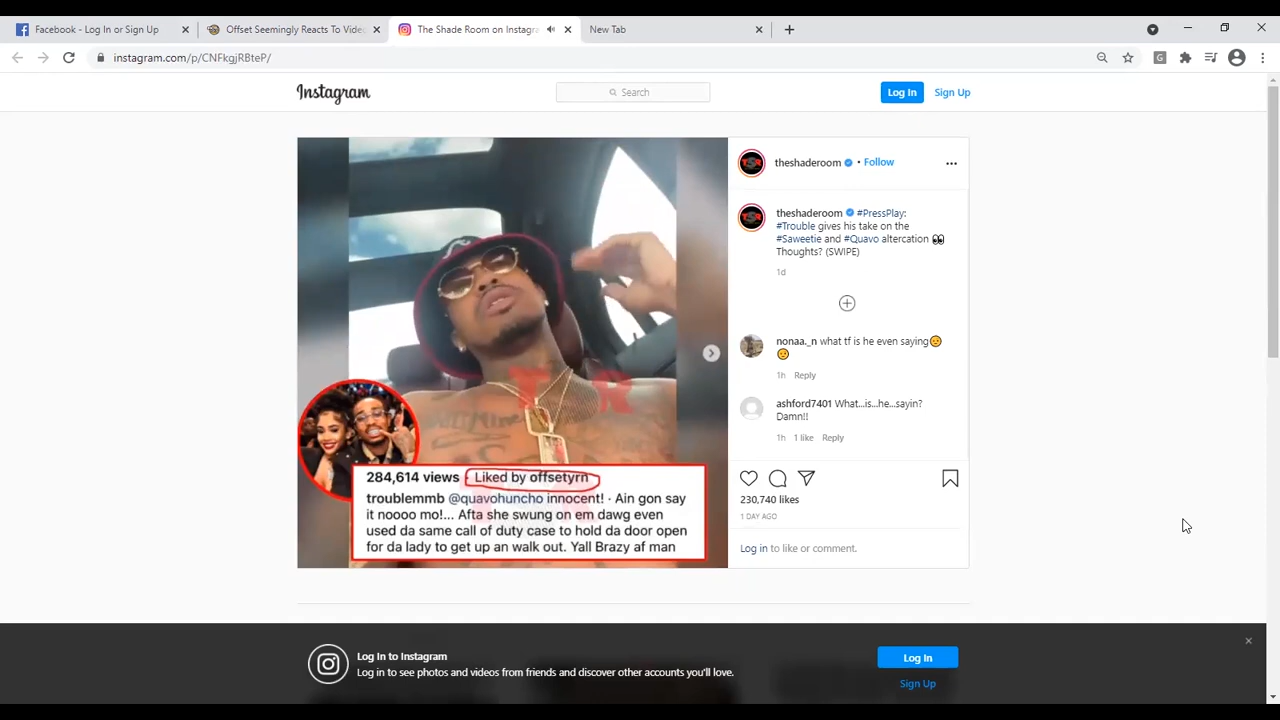 Facebook - Log In or Sign Up
Offset Seemingly Reacts To Video
The Shade Room on Instagra
New Tab
instagram.com/p/CNFkgjRBteP/
Instagram
Search
Log In
Sign Up
theshaderoom • Follow
theshaderoom #PressPlay:
#Trouble gives his take on the
#Saweetie and #Quavo altercation 👀
Thoughts? (SWIPE)
1d
nonaa._n what tf is he even saying😕
😕
1h Reply
ashford7401 What...is...he...sayin?
Damn!!
1h 1 like Reply
TSR
284,614 views · Liked by offsetyrn
troublemmb @quavohuncho innocent! · Ain gon say
it noooo mo!... Afta she swung on em dawg even
used da same call of duty case to hold da door open
for da lady to get up an walk out. Yall Brazy af man
230,740 likes
1 DAY AGO
Log in to like or comment.
Log In to Instagram
Log in to see photos and videos from friends and discover other accounts you'll love.
Log In
Sign Up